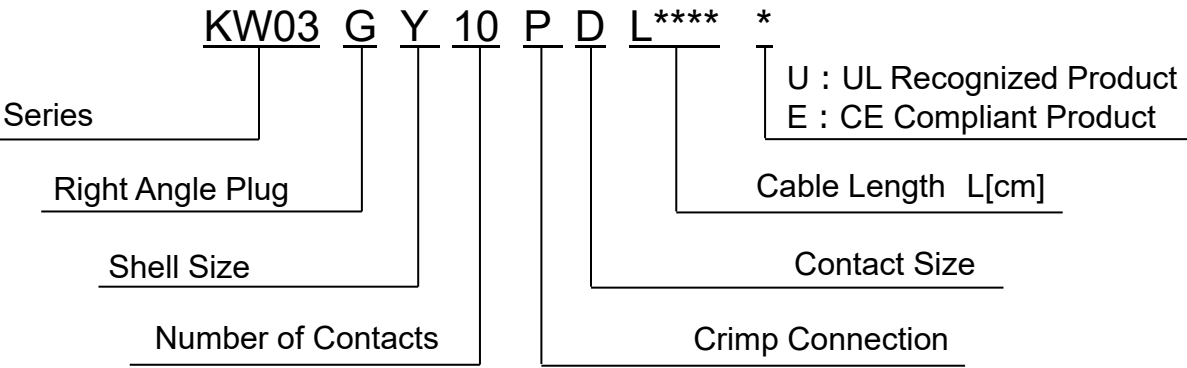 KW03 G Y 10 P D L**** *
U : UL Recognized Product
E : CE Compliant Product
Series
Right Angle Plug
Cable Length L[cm]
Shell Size
Contact Size
Number of Contacts
Crimp Connection